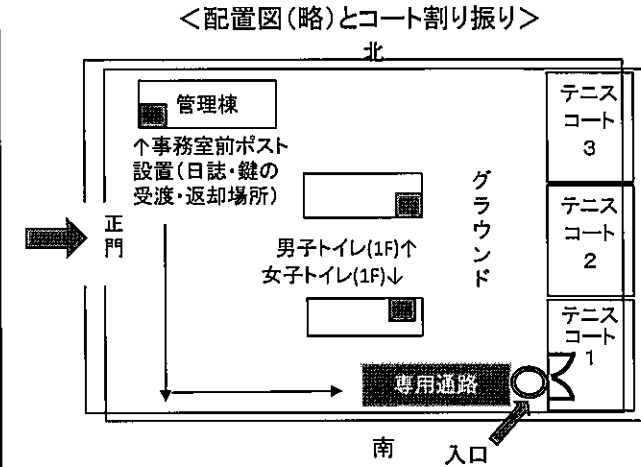 <配置図(略)とコート割り振り>
北
管理棟
↑事務室前ポスト
設置(日誌・鍵の
受渡・返却場所)
正門
男子トイレ(1F)↑
女子トイレ(1F)↓
グラウンド
テニス
コート
3
テニス
コート
2
テニス
コート
1
専用通路
南
入口